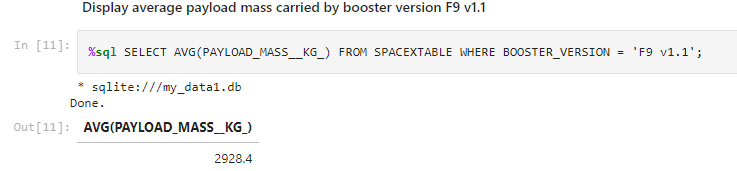 Display average payload mass carried by booster version F9 v1.1
In [11]: %sql SELECT AVG(PAYLOAD_MASS__KG_) FROM SPACEXTABLE WHERE BOOSTER_VERSION = 'F9 v1.1';
* sqlite:///my_data1.db
Done.
Out[11]: AVG(PAYLOAD_MASS__KG_)
2928.4